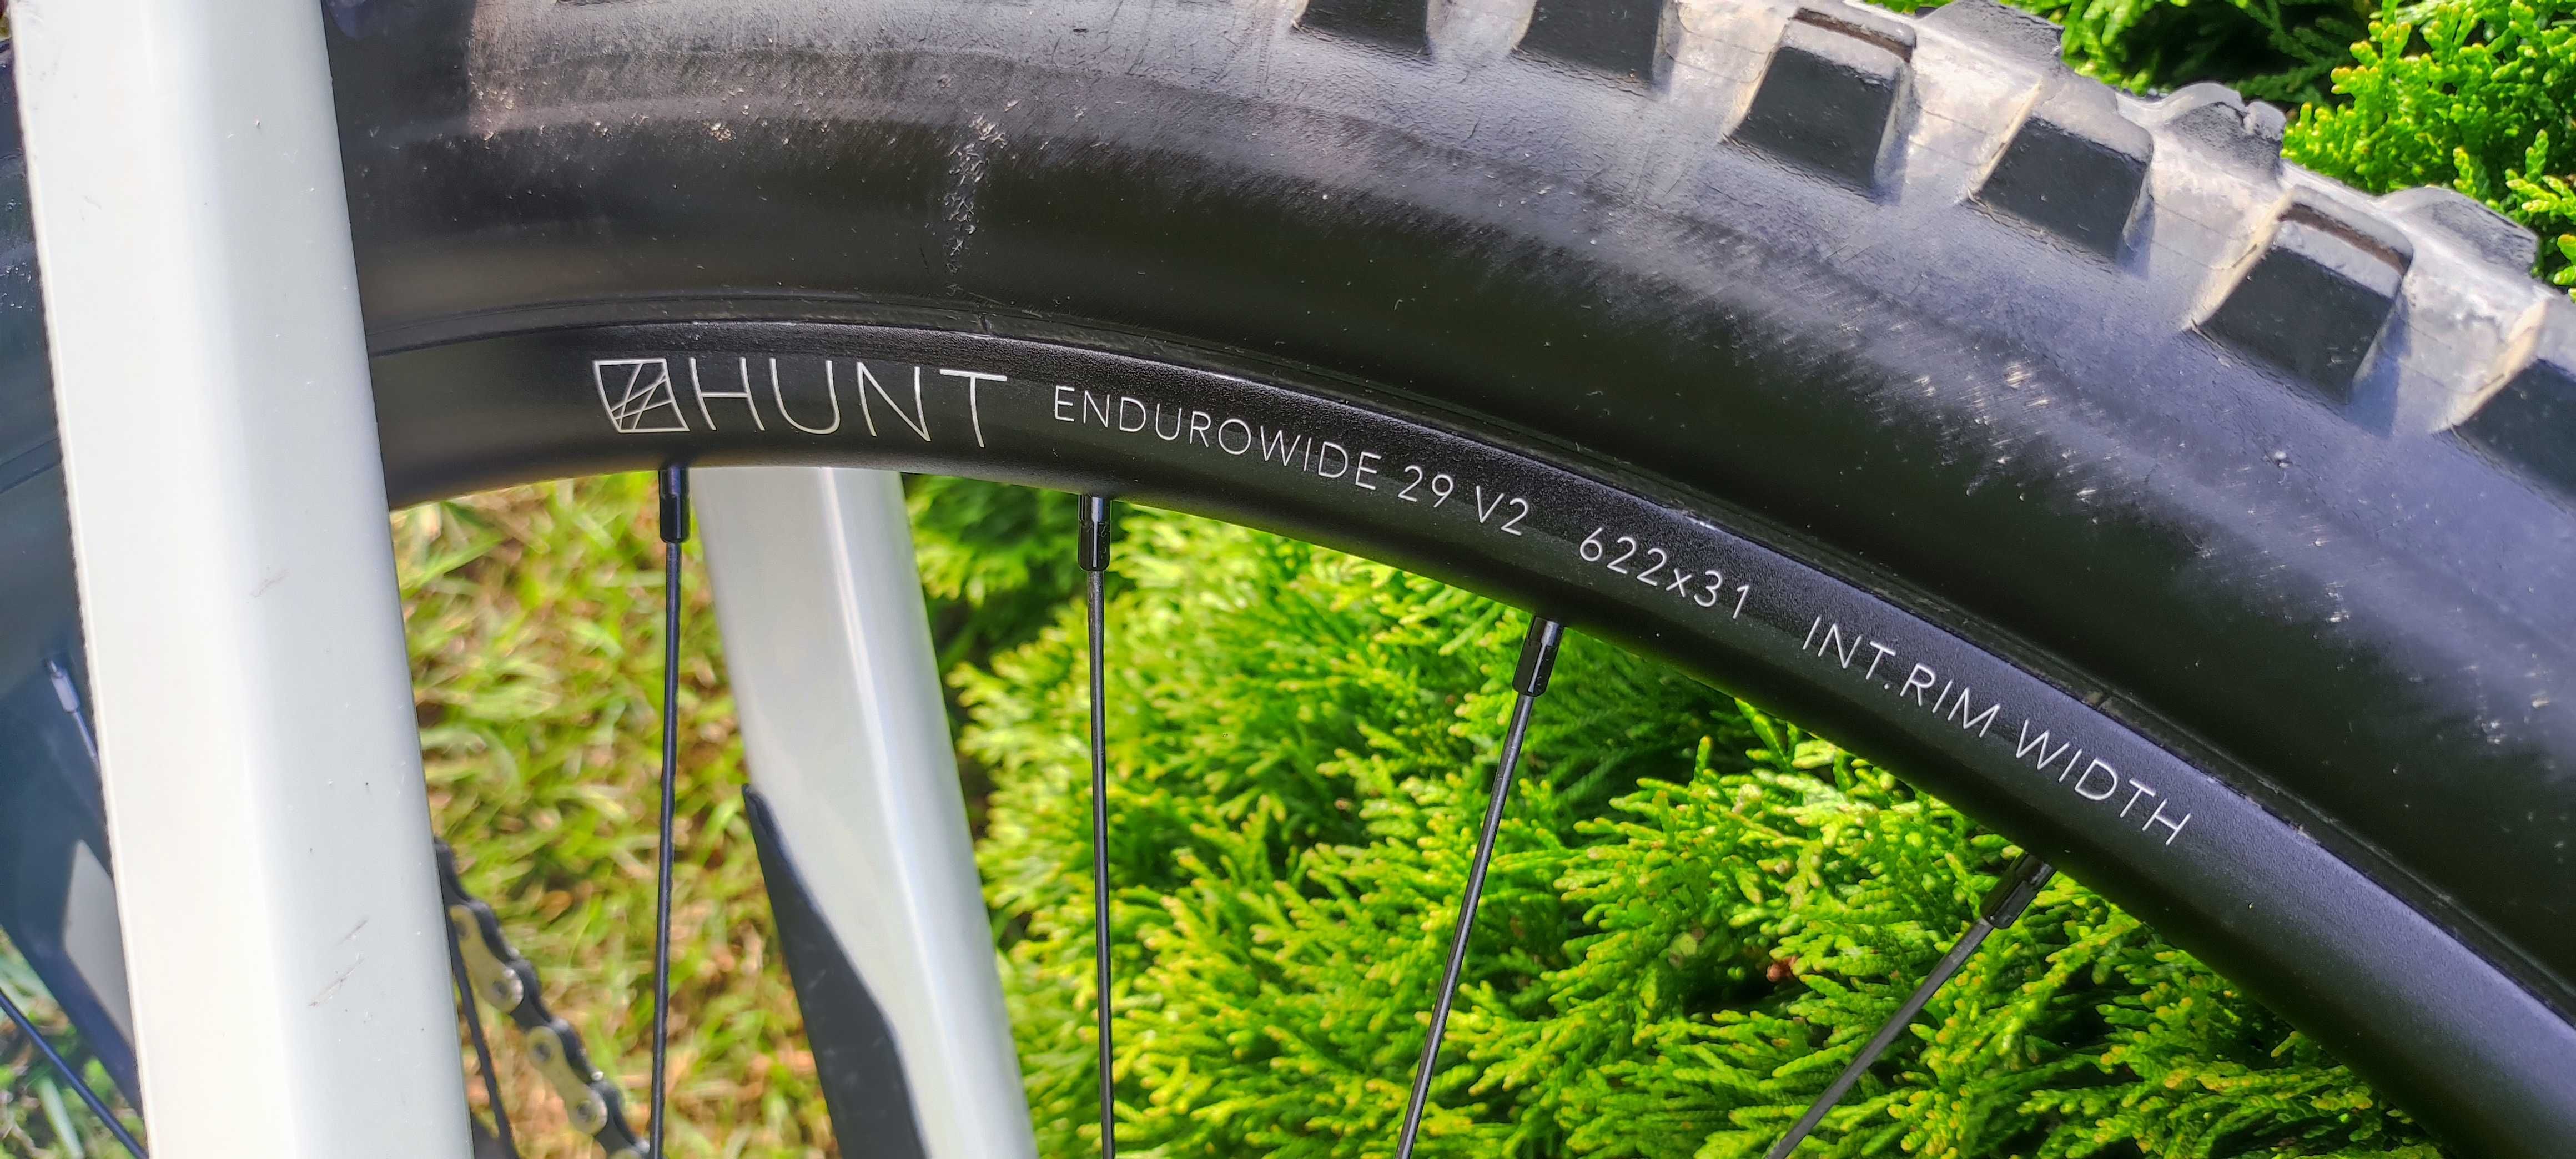 HUNT ENDUROWIDE 29 V2 622x31 INT.RIM WIDTH